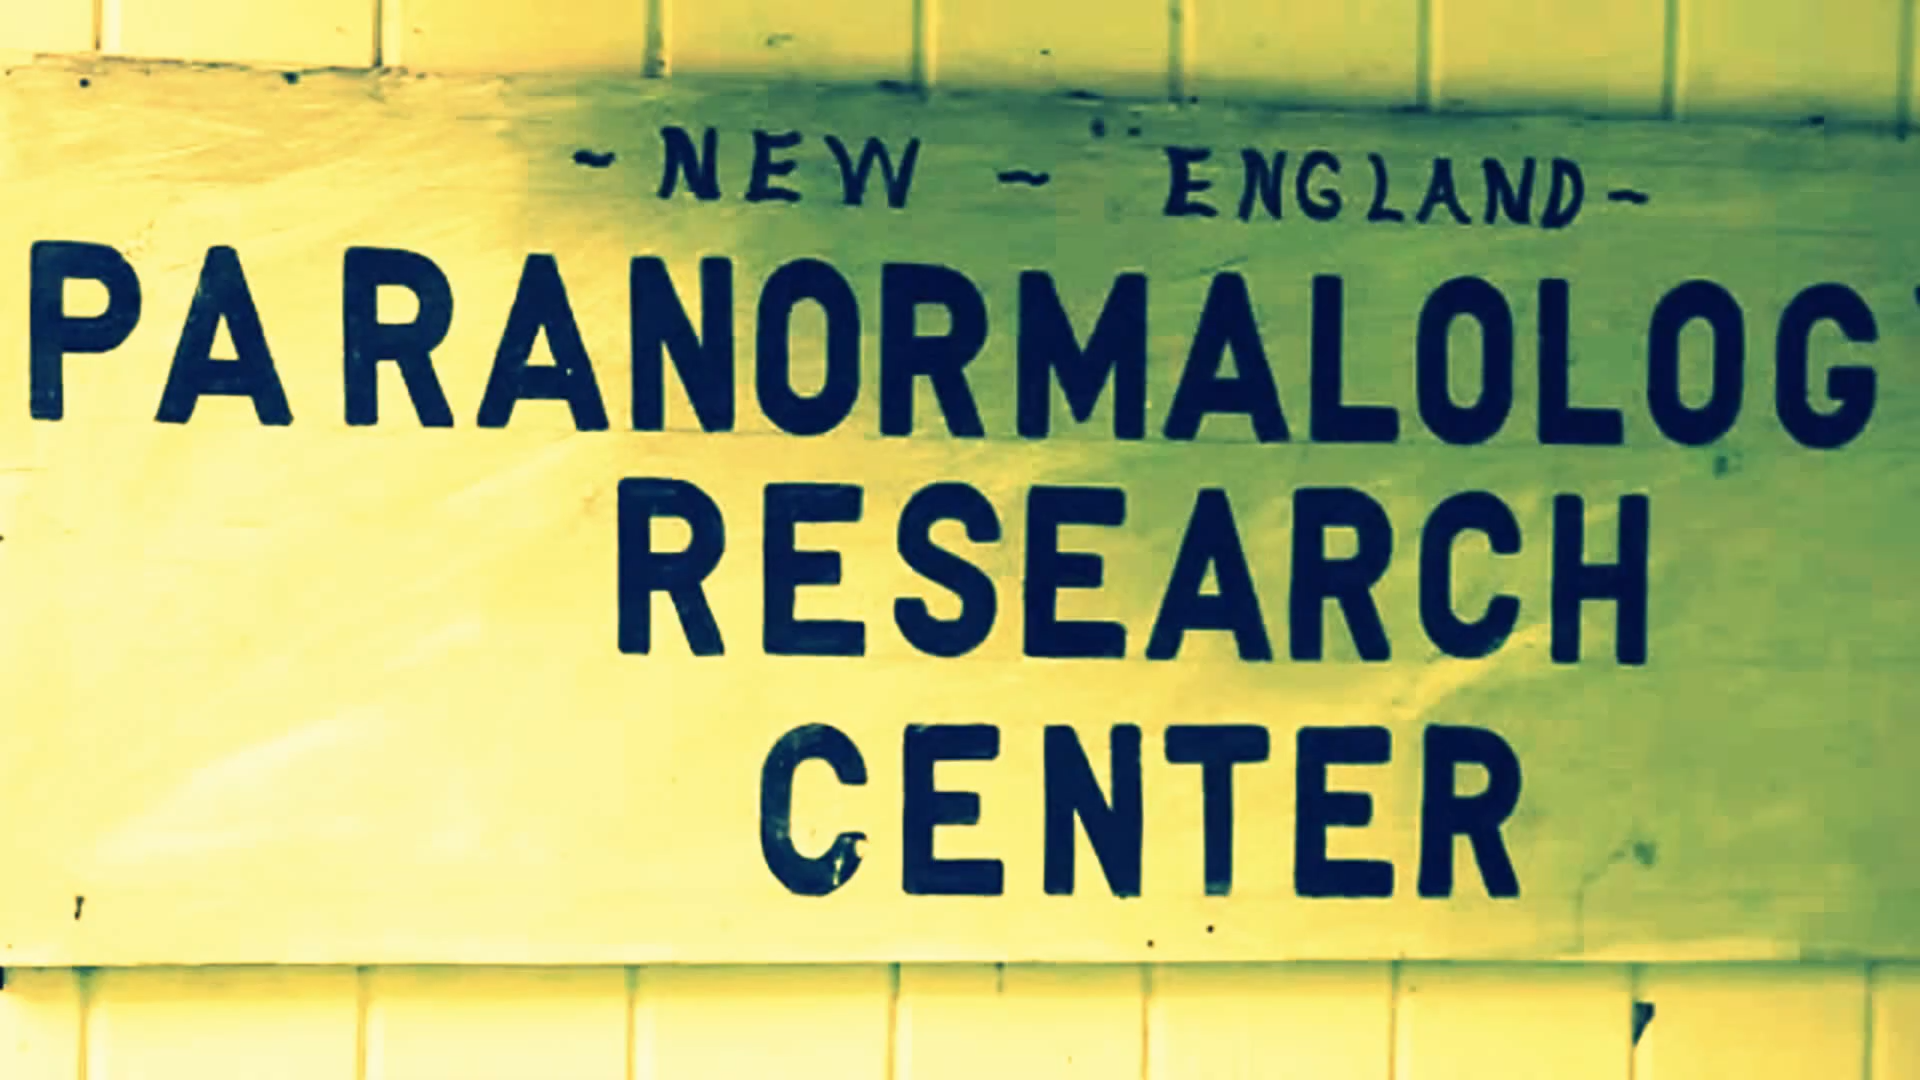 ~ NEW ~ ENGLAND ~
PARANORMALOLOG
RESEARCH
CENTER